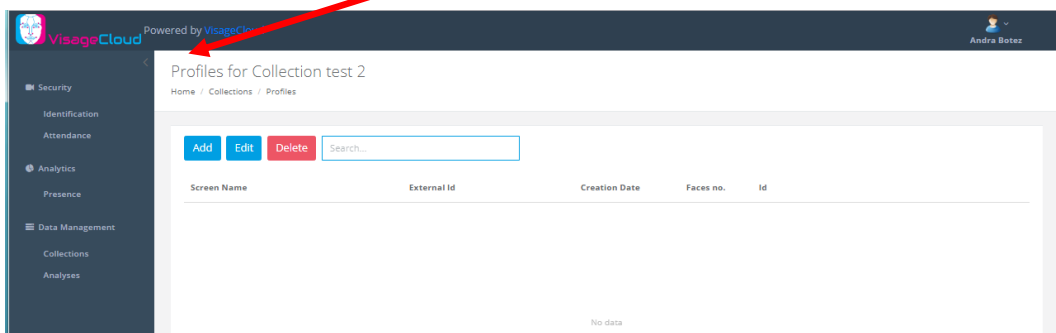 VisageCloud Powered by VisageCloud
Andra Botez
Profiles for Collection test 2
Home / Collections / Profiles
Security
Identification
Attendance
Analytics
Presence
Data Management
Collections
Analyses
Add Edit Delete Search...
Screen Name External Id Creation Date Faces no. Id
No data